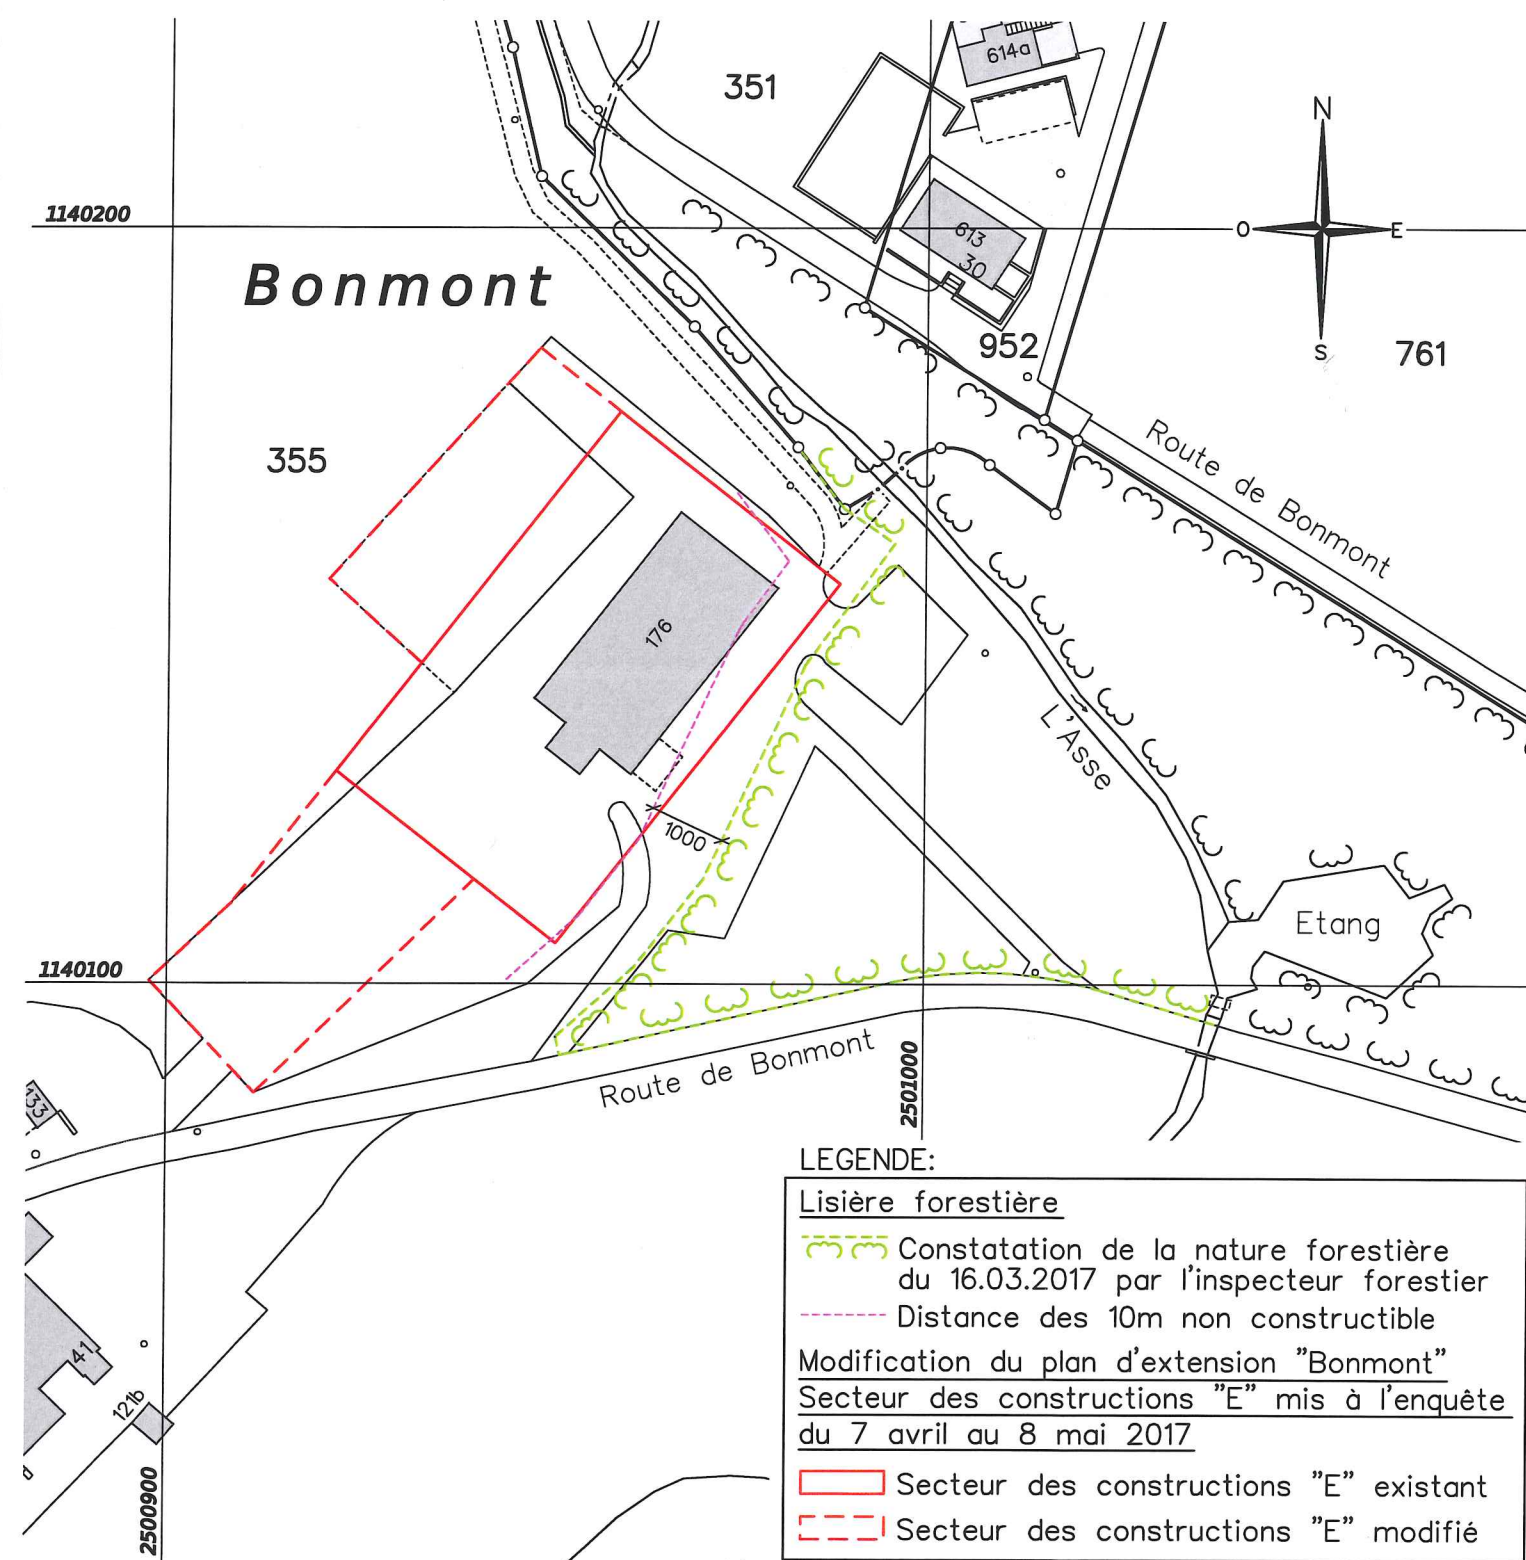 614a
351
N
1140200
613
30
O
E
Bonmont
S
952
761
355
Route de Bonmont
176
L'Asse
1000
Etang
1140100
Route de Bonmont
2501000
133
41
121b
2500900
LEGENDE:
Lisière forestière
Constatation de la nature forestière
du 16.03.2017 par l'inspecteur forestier
Distance des 10m non constructible
Modification du plan d'extension "Bonmont"
Secteur des constructions "E" mis à l'enquête
du 7 avril au 8 mai 2017
Secteur des constructions "E" existant
Secteur des constructions "E" modifié